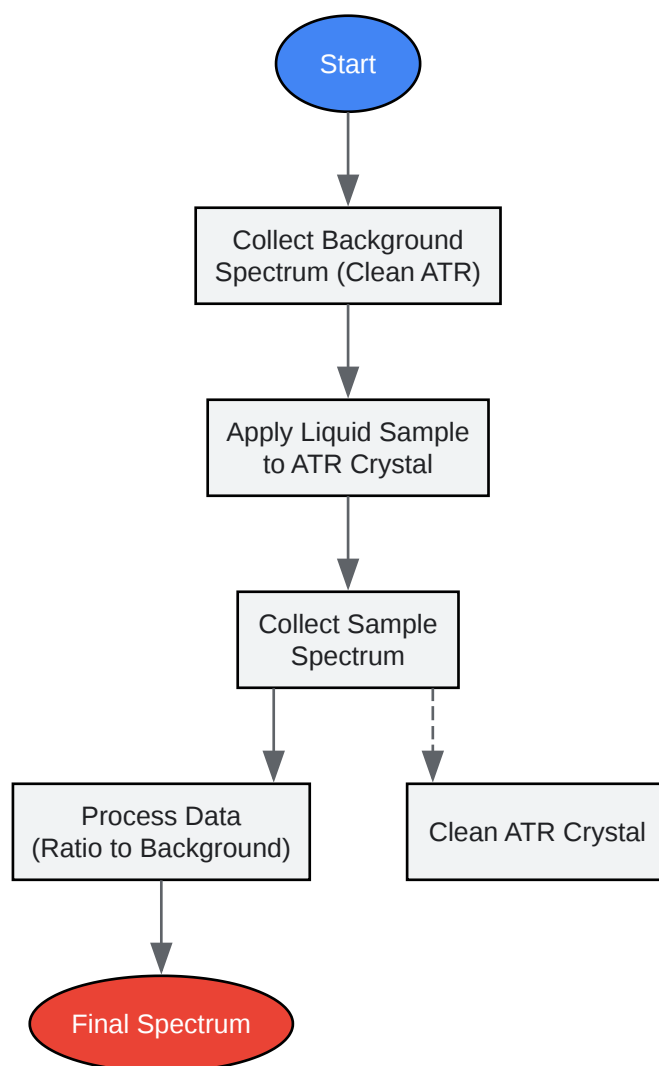 Start
Collect Background
Spectrum (Clean ATR)
Apply Liquid Sample
to ATR Crystal
Collect Sample
Spectrum
Process Data
(Ratio to Background)
Clean ATR Crystal
Final Spectrum